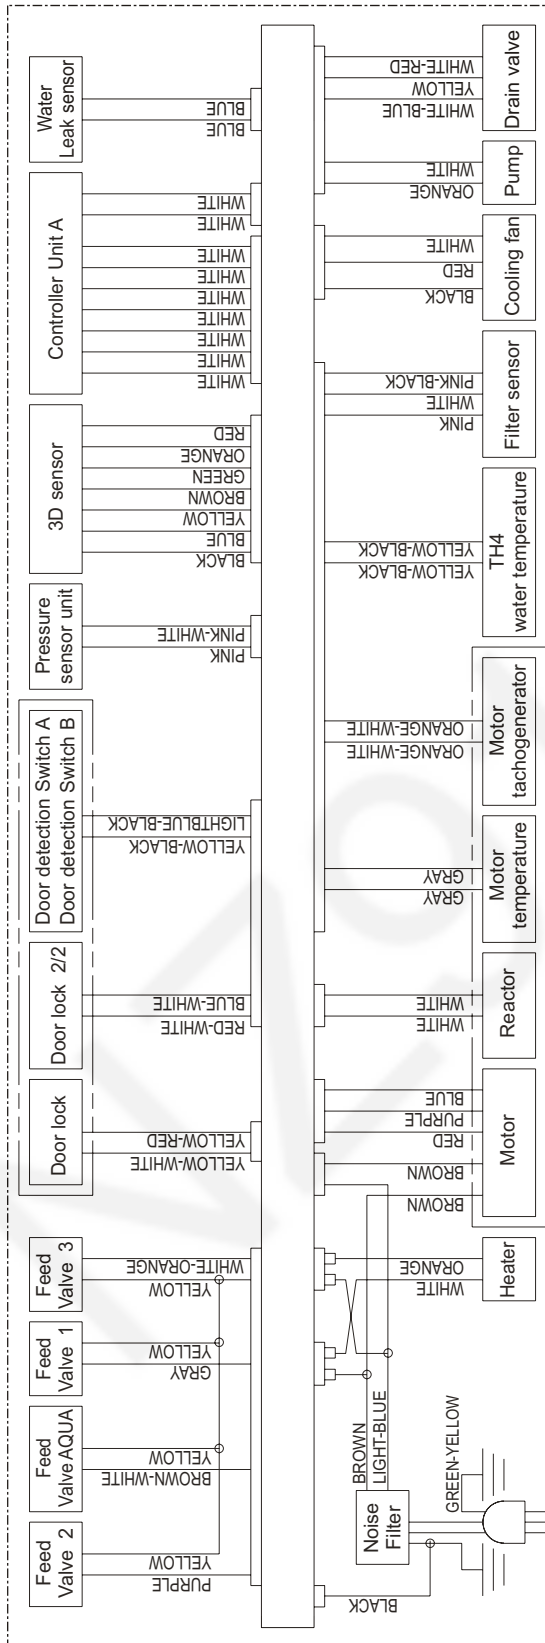 Water
Leak sensor
BLUE
BLUE
Controller Unit A
WHITE
WHITE
WHITE
WHITE
WHITE
WHITE
WHITE
WHITE
WHITE
3D sensor
RED
ORANGE
GREEN
BROWN
YELLOW
BLUE
BLACK
Pressure
sensor unit
PINK-WHITE
PINK
Door detection Switch A
Door detection Switch B
LIGHTBLUE-BLACK
YELLOW-BLACK
Door lock 2/2
BLUE-WHITE
RED-WHITE
Door lock
YELLOW-RED
YELLOW-WHITE
Feed
Valve 3
WHITE-ORANGE
YELLOW
Feed
Valve 1
YELLOW
GRAY
Feed
Valve AQUA
YELLOW
BROWN-WHITE
Feed
Valve 2
YELLOW
PURPLE
Drain valve
WHITE-RED
YELLOW
WHITE-BLUE
Pump
WHITE
ORANGE
Cooling fan
WHITE
RED
BLACK
Filter sensor
PINK-BLACK
WHITE
PINK
TH4
water temperature
YELLOW-BLACK
YELLOW-BLACK
Motor
tachogenerator
ORANGE-WHITE
ORANGE-WHITE
Motor
temperature
GRAY
GRAY
Reactor
WHITE
WHITE
Motor
BLUE
PURPLE
RED
BROWN
BROWN
Heater
ORANGE
WHITE
BROWN
LIGHT-BLUE
Noise
Filter
GREEN-YELLOW
BLACK